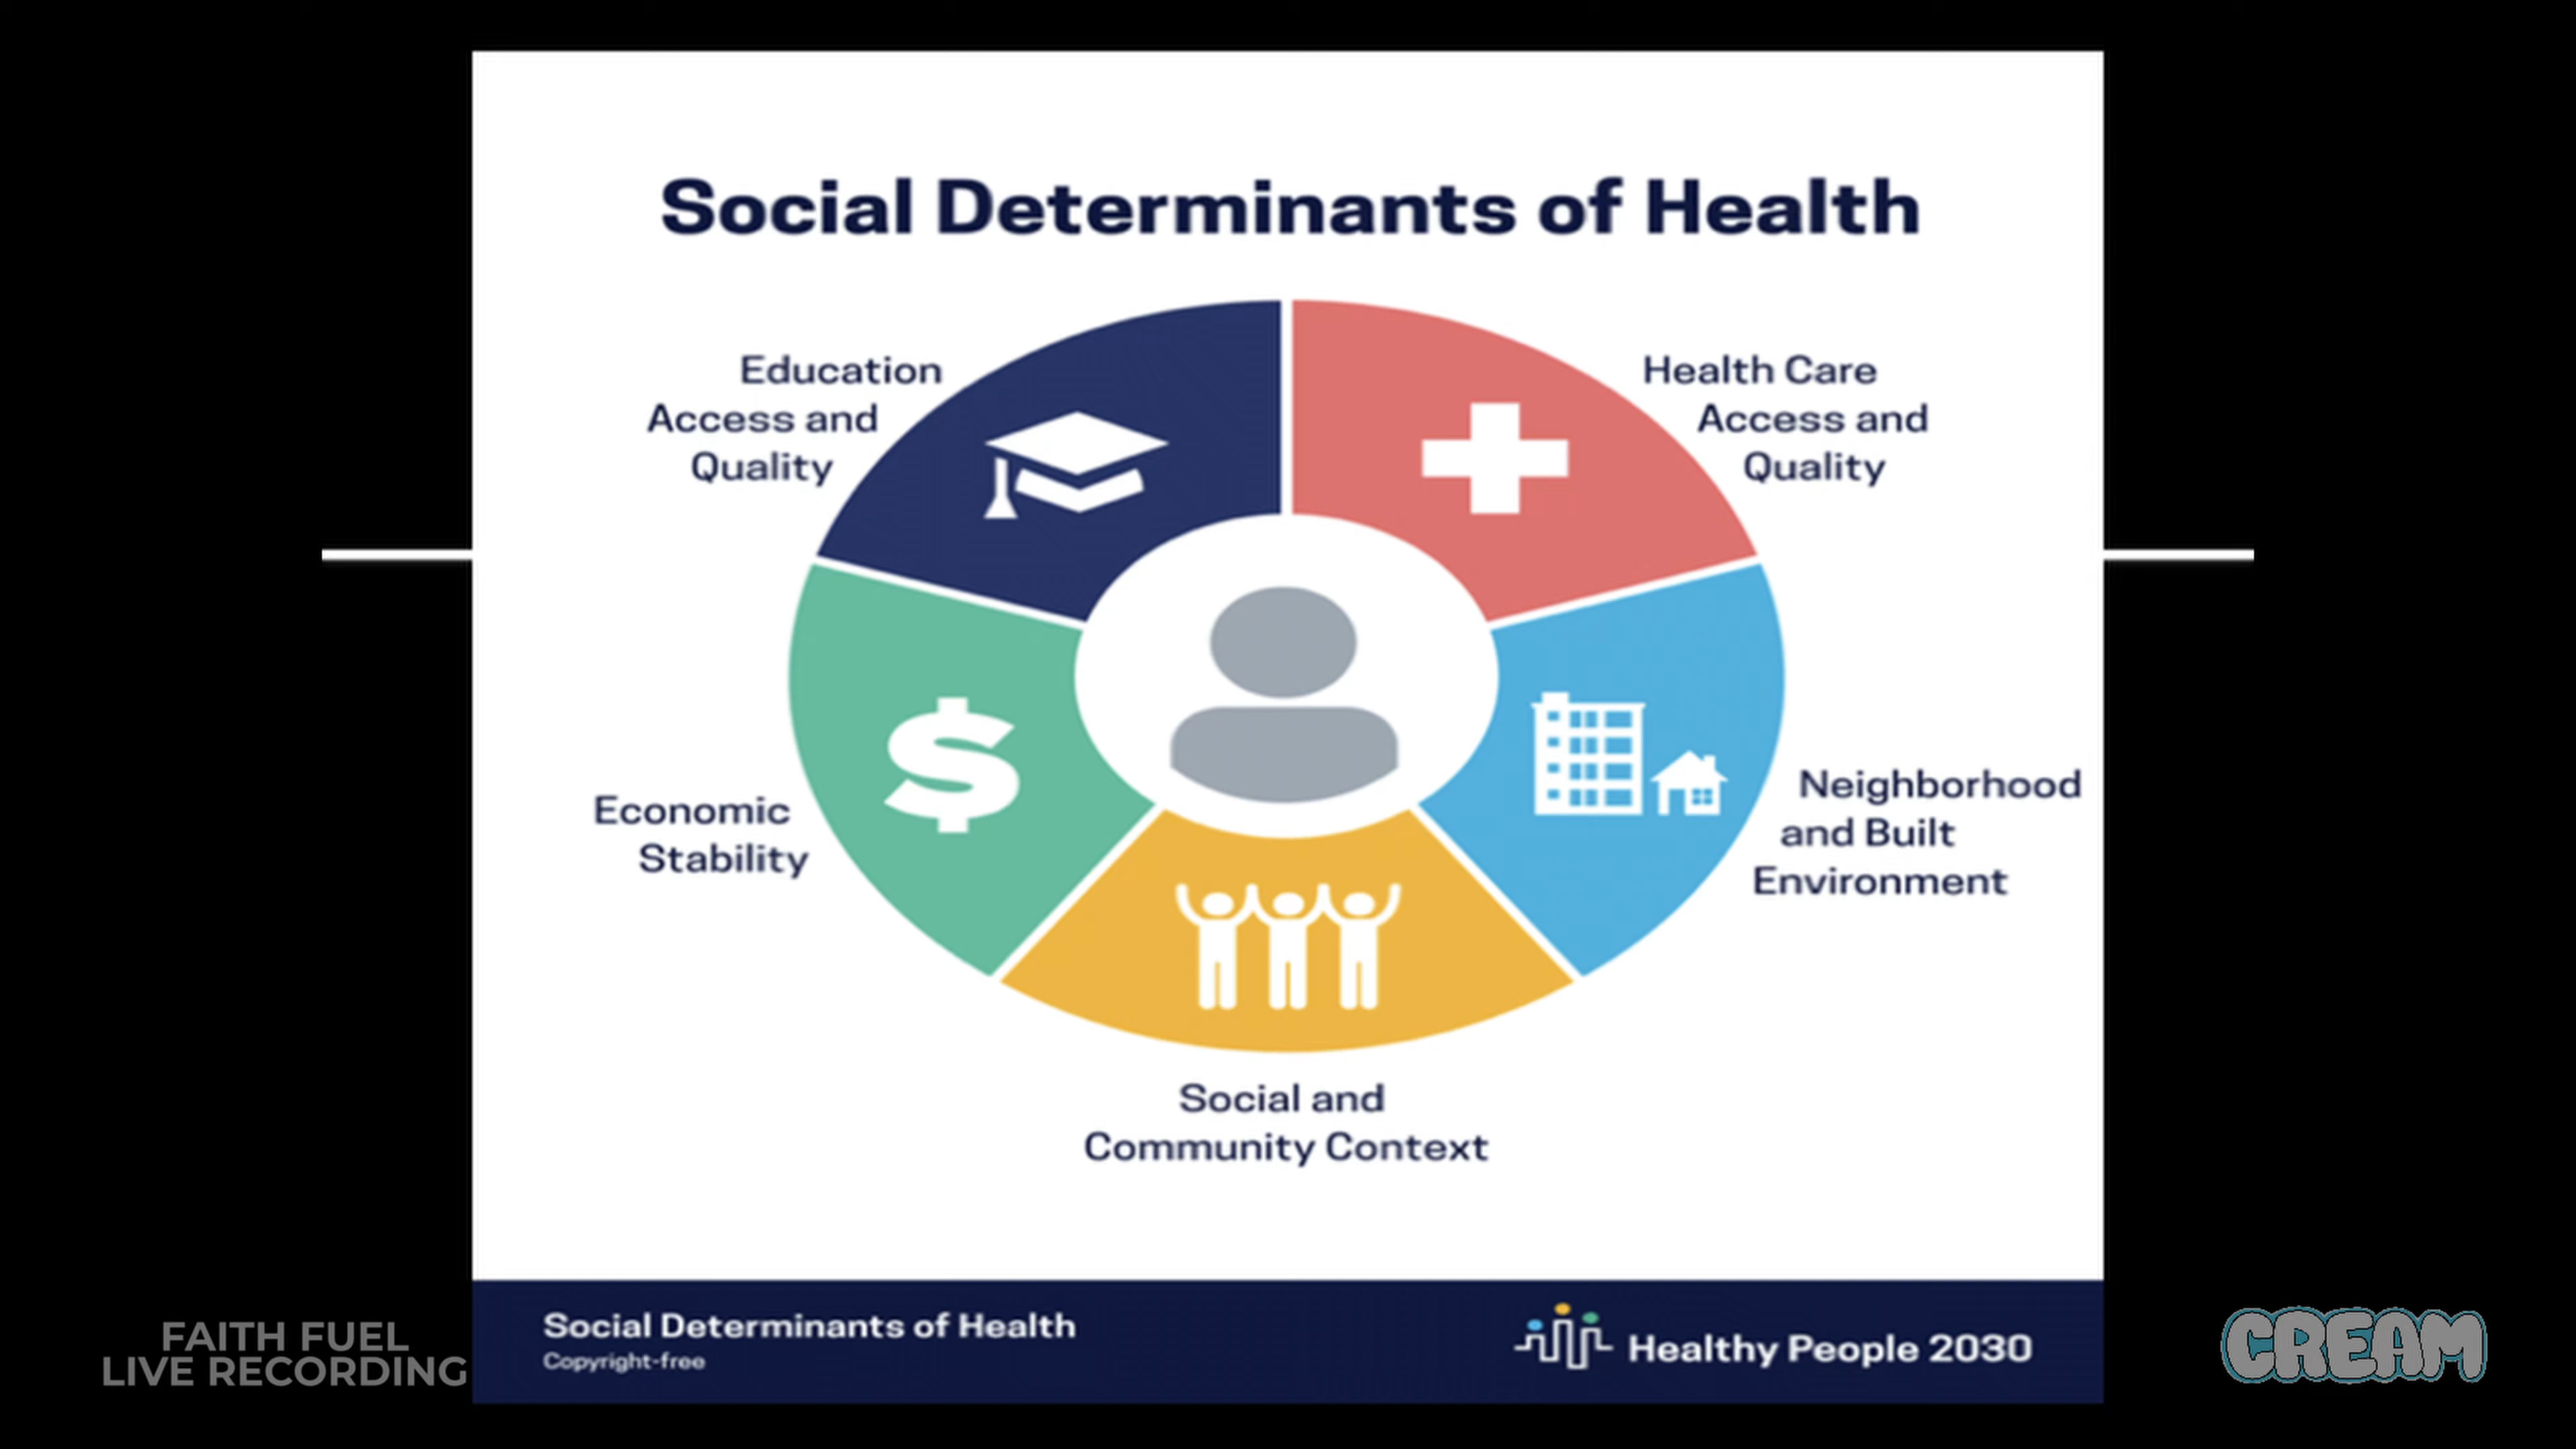 Social Determinants of Health
Education
Access and
Quality
Health Care
Access and
Quality
Economic
Stability
Neighborhood
and Built
Environment
Social and
Community Context
Social Determinants of Health
Copyright-free
Healthy People 2030
FAITH FUEL
LIVE RECORDING
CREAM